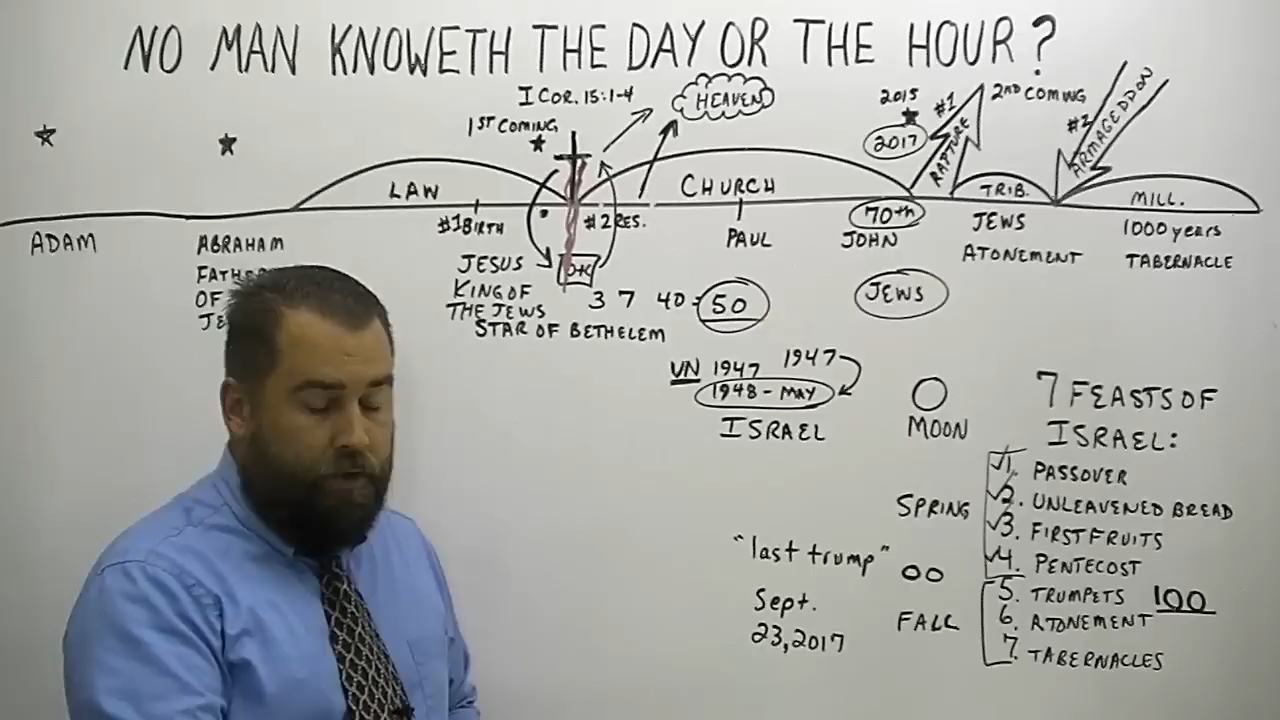 NO MAN KNOWETH THE DAY OR THE HOUR?
I COR. 15:1-4
HEAVEN
1ST COMING
2015
2017
#1
RAPTURE
2ND COMING
#2
ARMAGEDDON
LAW
CHURCH
TRIB.
MILL.
#1 BIRTH
#2 RES.
70th
ADAM
ABRAHAM
FATHER
OF
JESUS
KING OF
THE JEWS
STAR OF BETHELEM
PAUL
JOHN
JEWS
ATONEMENT
1000 years
TABERNACLE
3 7 40 = 50
JEWS
UN 1947 1947
1948 - MAY
ISRAEL
MOON
7 FEASTS OF
ISRAEL:
SPRING
1. PASSOVER
2. UNLEAVENED BREAD
3. FIRSTFRUITS
4. PENTECOST
"last trump"
Sept.
23, 2017
FALL
5. TRUMPETS 100
6. ATONEMENT
7. TABERNACLES